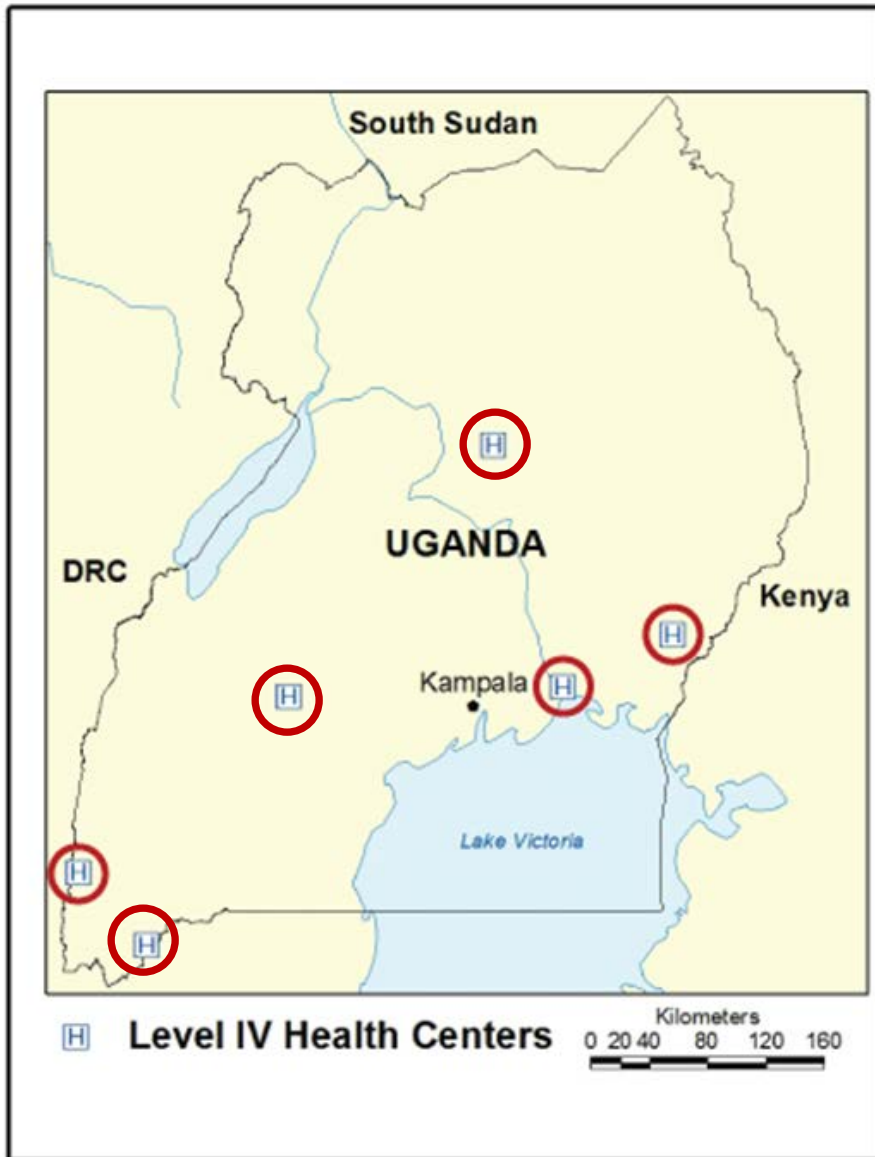 South Sudan
H
UGANDA
DRC
Kenya
H
Kampala
H
H
Lake Victoria
H
H
H Level IV Health Centers
Kilometers
0 20 40 80 120 160